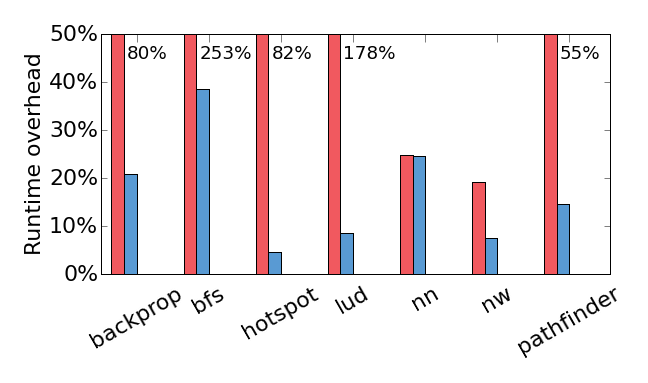 50%
40%
30%
20%
10%
0%
Runtime overhead
80%
253%
82%
178%
55%
backprop
bfs
hotspot
lud
nn
nw
pathfinder